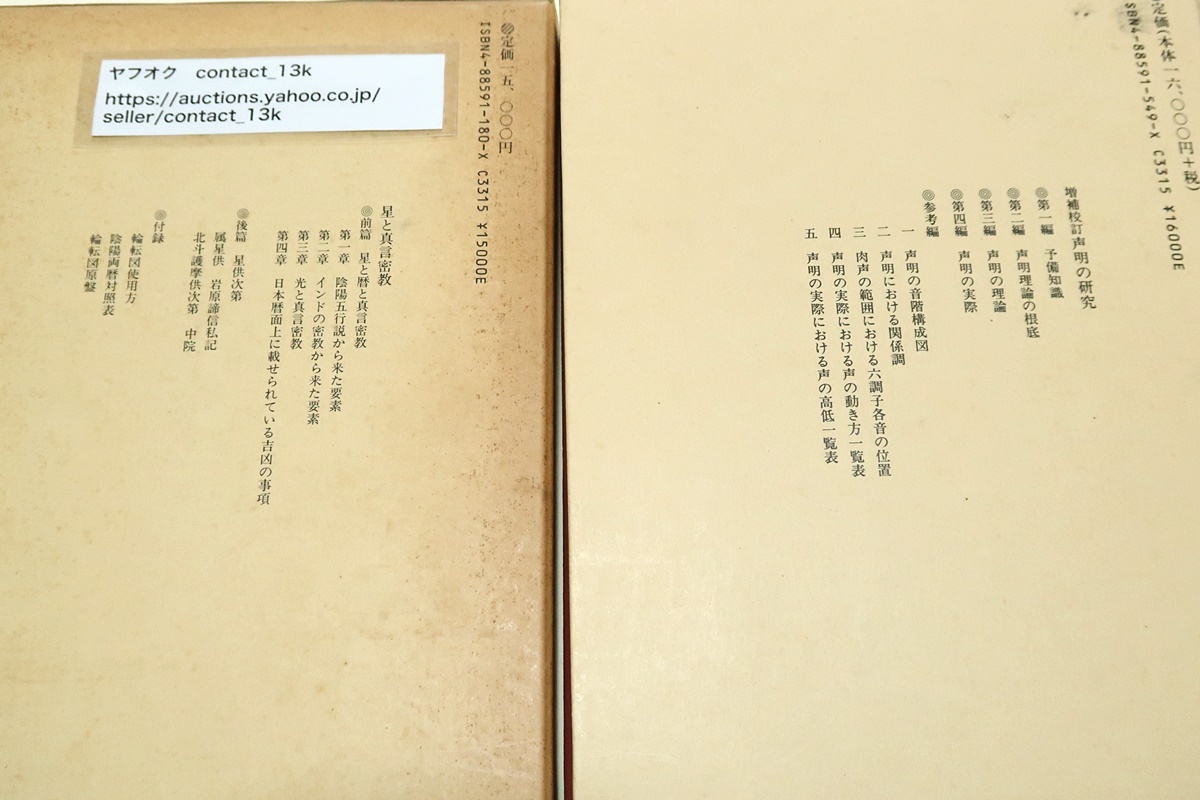 ヤフオク contact_13k
https://auctions.yahoo.co.jp/
seller/contact_13k
定価一五、〇〇〇円
ISBN4-88591-180-X C3315 ¥15000E
星と真言密教
前篇 星と暦と真言密教
第一章 陰陽五行説から来た要素
第二章 インドの密教から来た要素
第三章 光と真言密教
第四章 日本暦面上に載せられている吉凶の事項
後篇 星供次第
属星供 岩原諦信私記
北斗護摩供次第 中院
付録
輪転図使用方
陰陽両暦対照表
輪転図原盤
定価(本体一六、〇〇〇円+税)
SBN4-88591-549-X C3315 ¥16000E
増補校訂声明の研究
第一編 予備知識
第二編 声明理論の根底
第三編 声明の理論
第四編 声明の実際
参考編
一 声明の音階構成図
二 声明における関係調
三 肉声の範囲における六調子各音の位置
四 声明の実際における声の動き方一覧表
五 声明の実際における声の高低一覧表